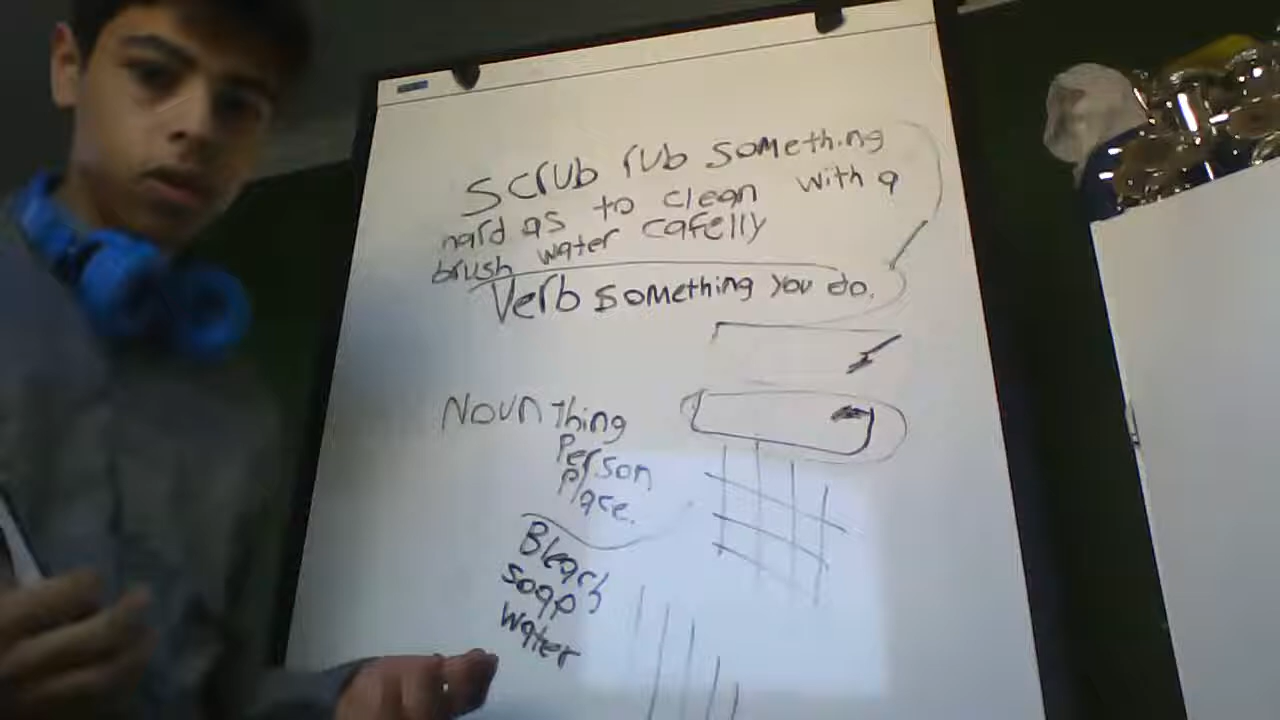 Scrub rub something
hard as to clean with a
brush water cafelly
Verb something you do.
Noun Thing
Person
Place.
Bleach
soap
water